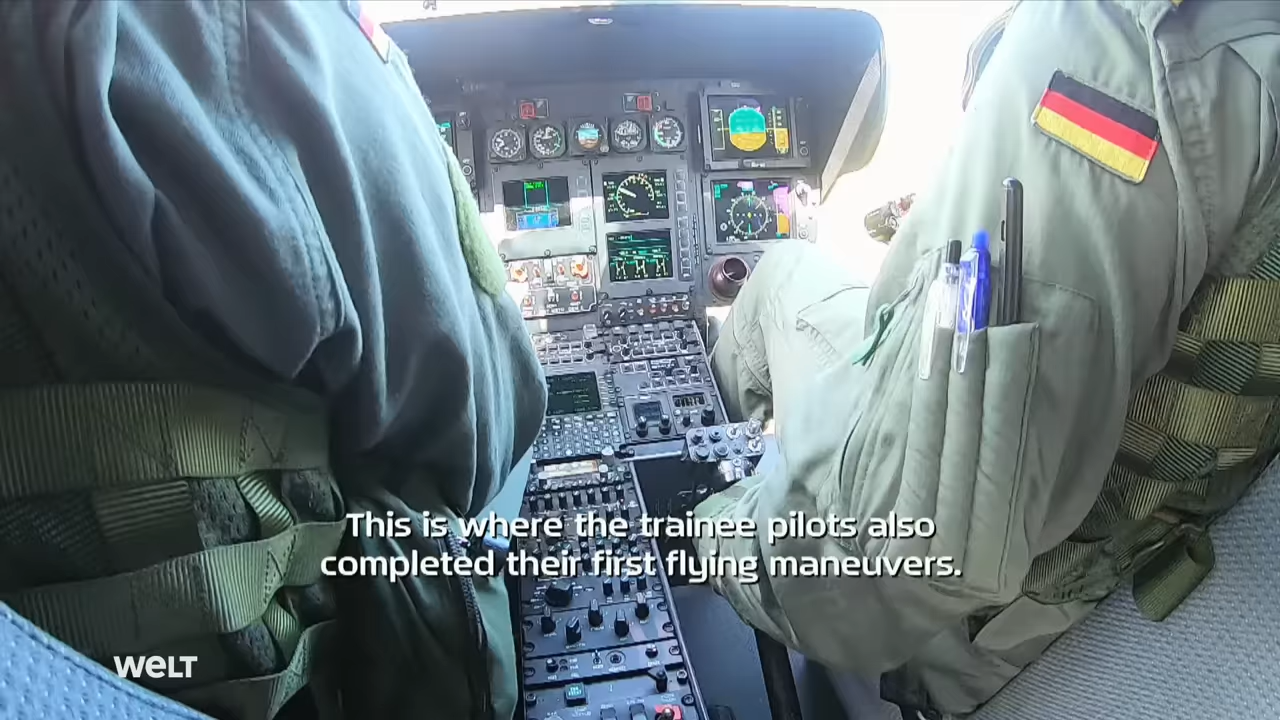 This is where the trainee pilots also
completed their first flying maneuvers.
WELT